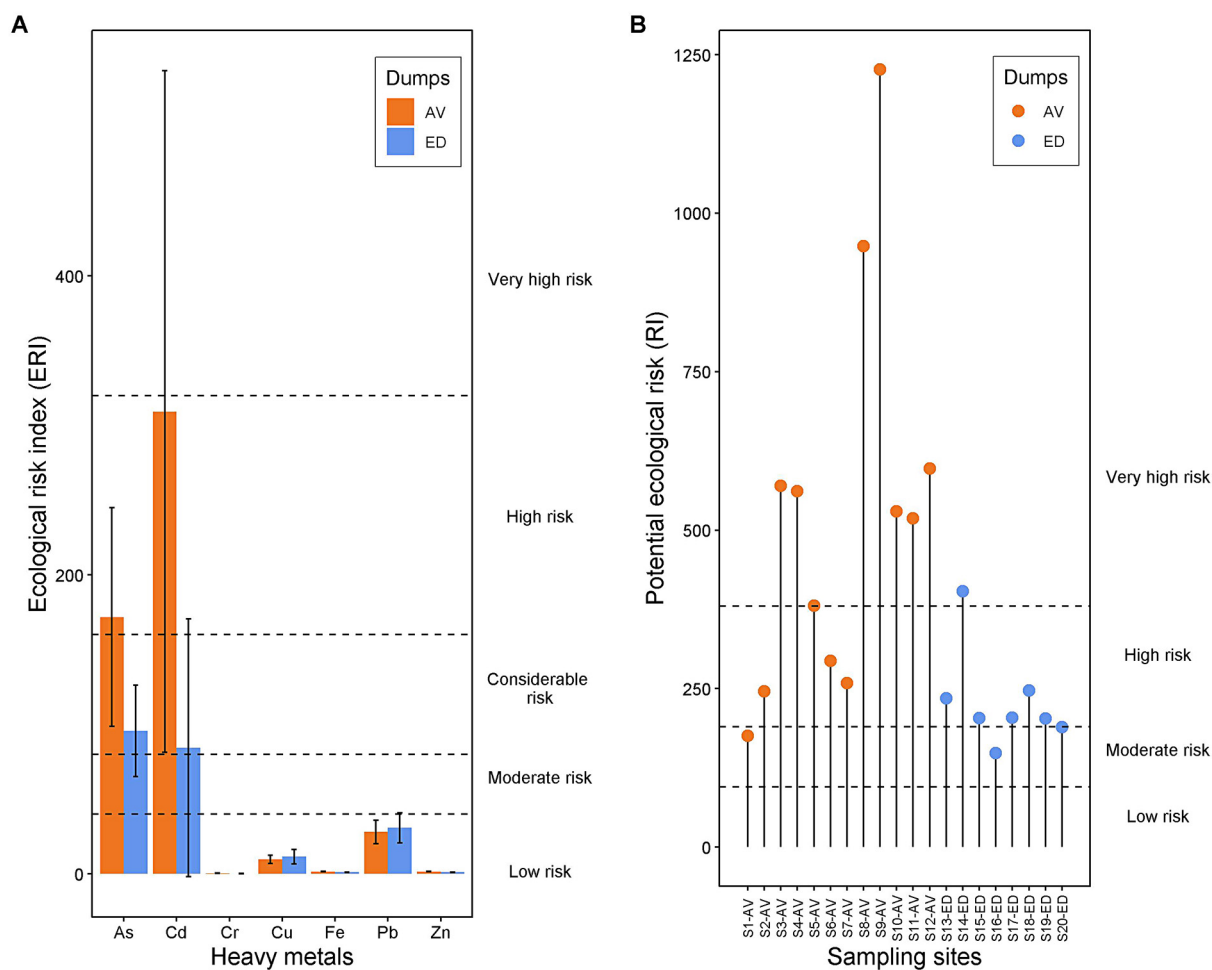 A
Ecological risk index (ERI)
400
200
0
Dumps
AV
ED
Very high risk
High risk
Considerable
risk
Moderate risk
Low risk
As Cd Cr Cu Fe Pb Zn
Heavy metals
B
Potential ecological risk (RI)
1250
1000
750
500
250
0
Dumps
AV
ED
Very high risk
High risk
Moderate risk
Low risk
S1-AV
S2-AV
S3-AV
S4-AV
S5-AV
S6-AV
S7-AV
S8-AV
S9-AV
S10-AV
S11-AV
S12-AV
S13-ED
S14-ED
S15-ED
S16-ED
S17-ED
S18-ED
S19-ED
S20-ED
Sampling sites